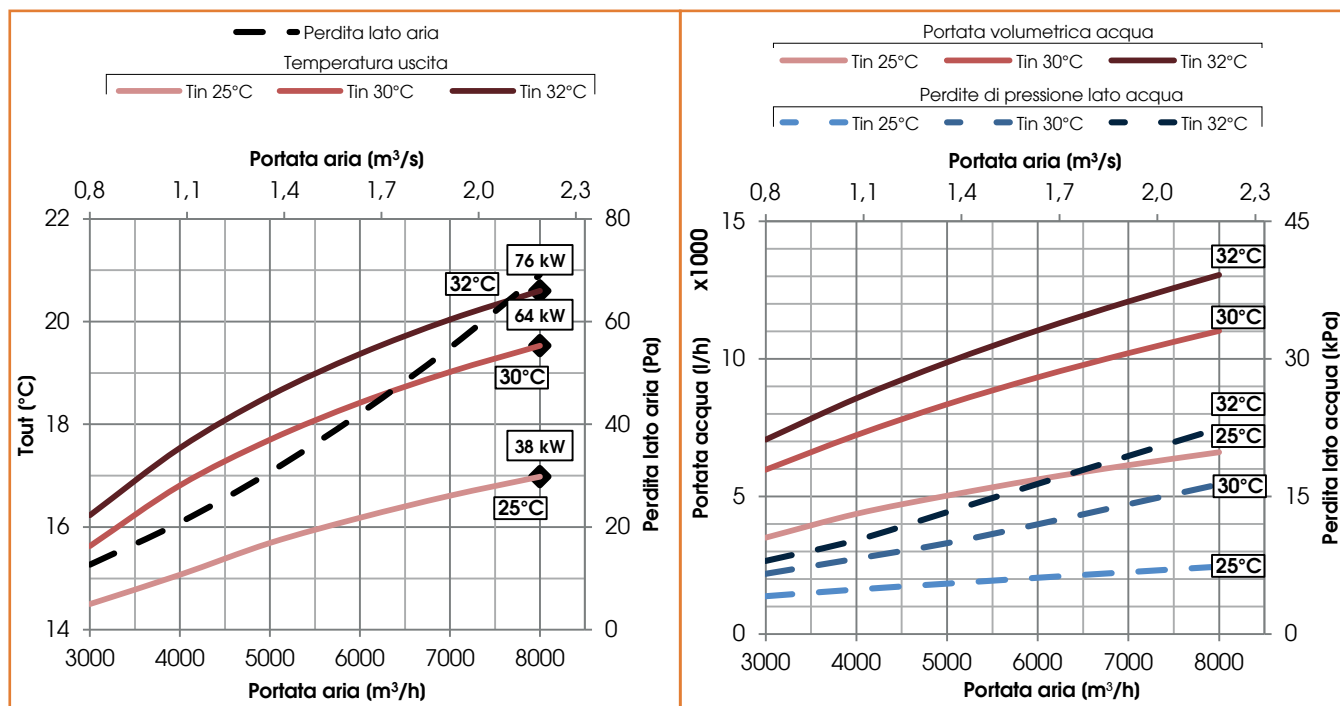 Perdita lato aria
Temperatura uscita
Tin 25°C Tin 30°C Tin 32°C
Portata aria (m³/s)
0,8 1,1 1,4 1,7 2,0 2,3
22 80
20 60
18 40
16 20
14 0
Tout (°C)
Perdita lato aria (Pa)
76 kW
32°C
64 kW
30°C
38 kW
25°C
3000 4000 5000 6000 7000 8000
Portata aria (m³/h)
Portata volumetrica acqua
Tin 25°C Tin 30°C Tin 32°C
Perdite di pressione lato acqua
Tin 25°C Tin 30°C Tin 32°C
Portata aria (m³/s)
0,8 1,1 1,4 1,7 2,0 2,3
15 45
10 30
5 15
0 0
x1000
Portata acqua (l/h)
Perdita lato acqua (kPa)
32°C
30°C
32°C
25°C
30°C
25°C
3000 4000 5000 6000 7000 8000
Portata aria (m³/h)